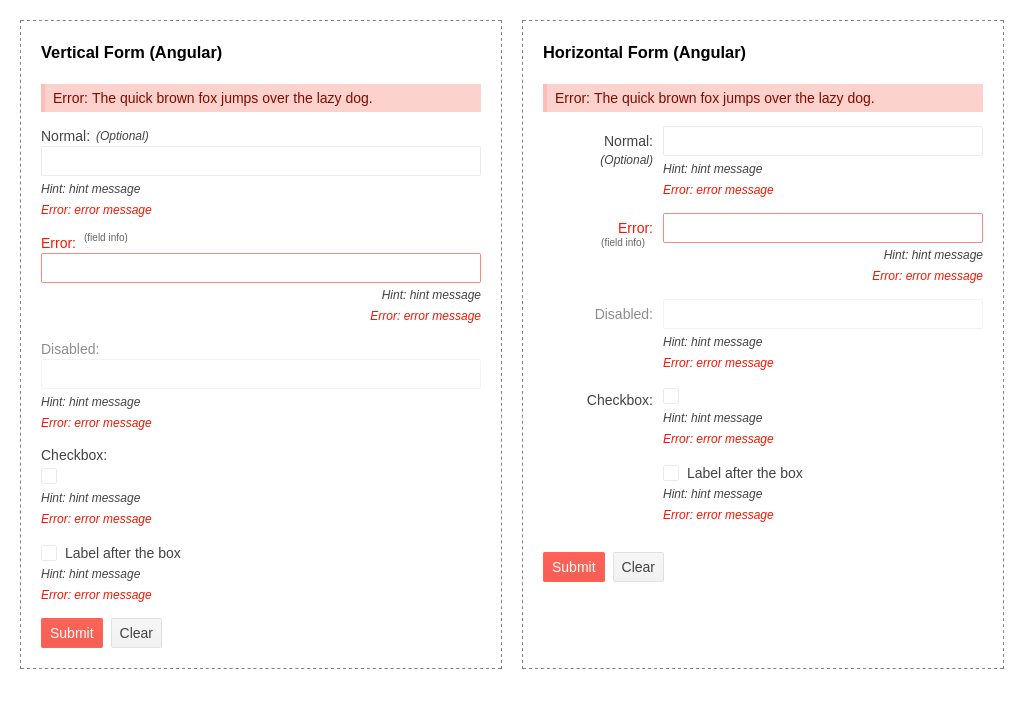 Vertical Form (Angular)
Error: The quick brown fox jumps over the lazy dog.
Normal: (Optional)
Hint: hint message
Error: error message
Error: (field info)
Hint: hint message
Error: error message
Disabled:
Hint: hint message
Error: error message
Checkbox:
Hint: hint message
Error: error message
Label after the box
Hint: hint message
Error: error message
Submit Clear
Horizontal Form (Angular)
Error: The quick brown fox jumps over the lazy dog.
Normal:
(Optional)
Hint: hint message
Error: error message
Error:
(field info)
Hint: hint message
Error: error message
Disabled:
Hint: hint message
Error: error message
Checkbox:
Hint: hint message
Error: error message
Label after the box
Hint: hint message
Error: error message
Submit Clear